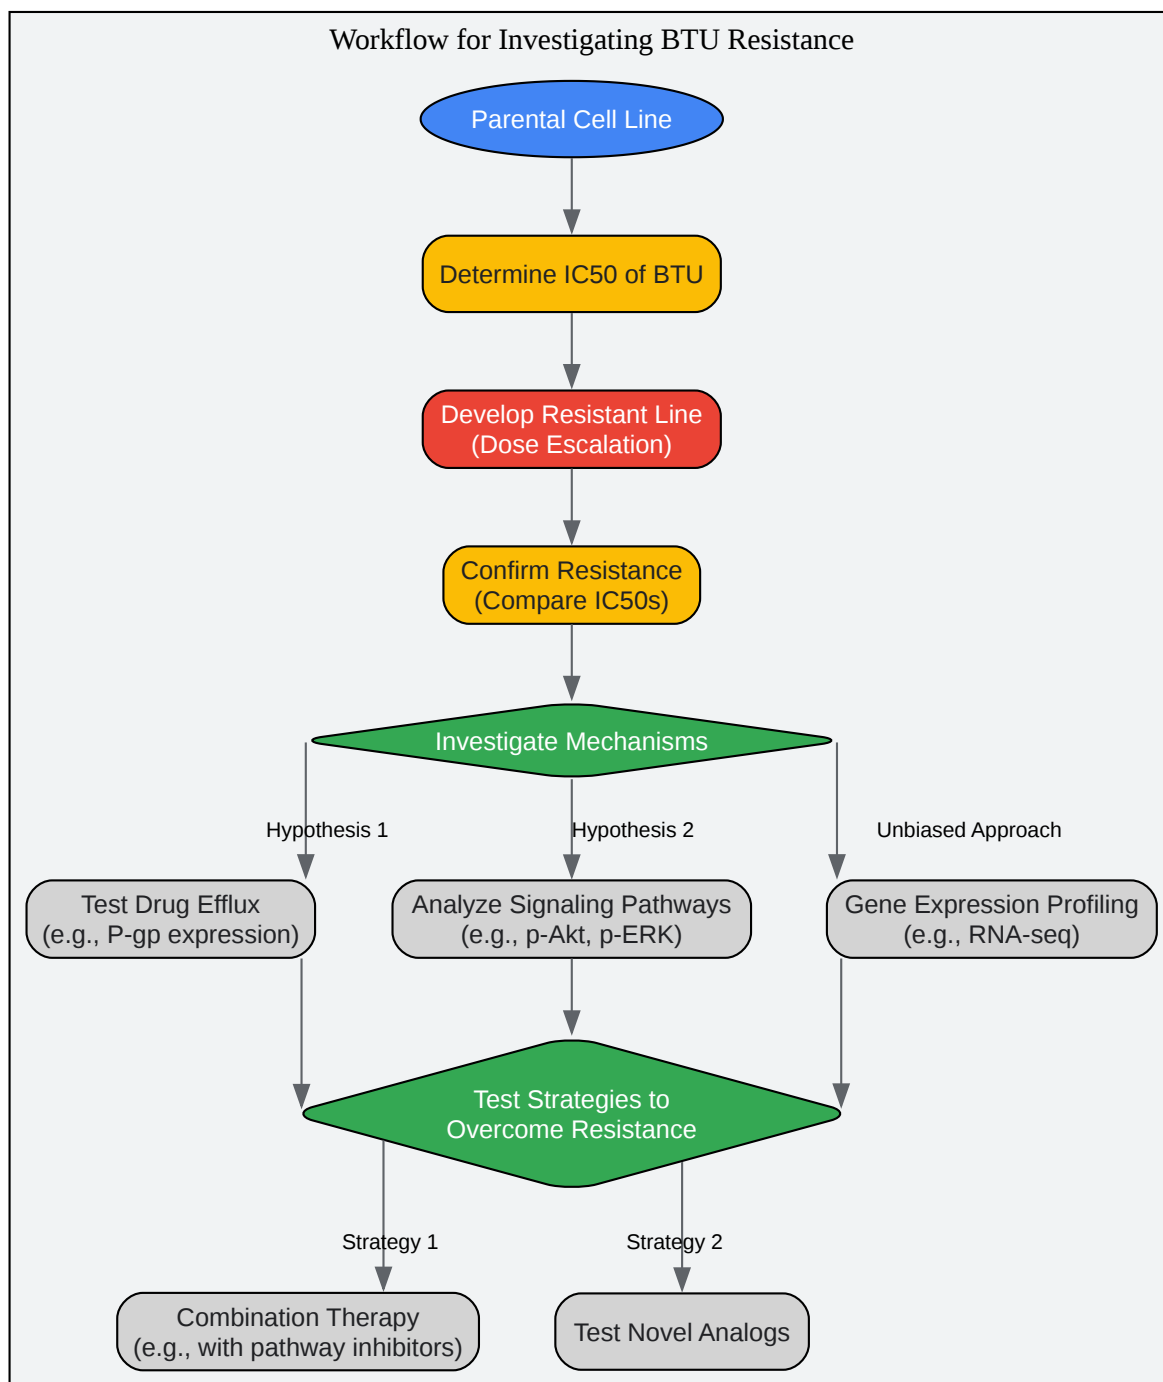 Workflow for Investigating BTU Resistance
Parental Cell Line
Determine IC50 of BTU
Develop Resistant Line
(Dose Escalation)
Confirm Resistance
(Compare IC50s)
Investigate Mechanisms
Hypothesis 1
Hypothesis 2
Unbiased Approach
Test Drug Efflux
(e.g., P-gp expression)
Analyze Signaling Pathways
(e.g., p-Akt, p-ERK)
Gene Expression Profiling
(e.g., RNA-seq)
Test Strategies to
Overcome Resistance
Strategy 1
Strategy 2
Combination Therapy
(e.g., with pathway inhibitors)
Test Novel Analogs